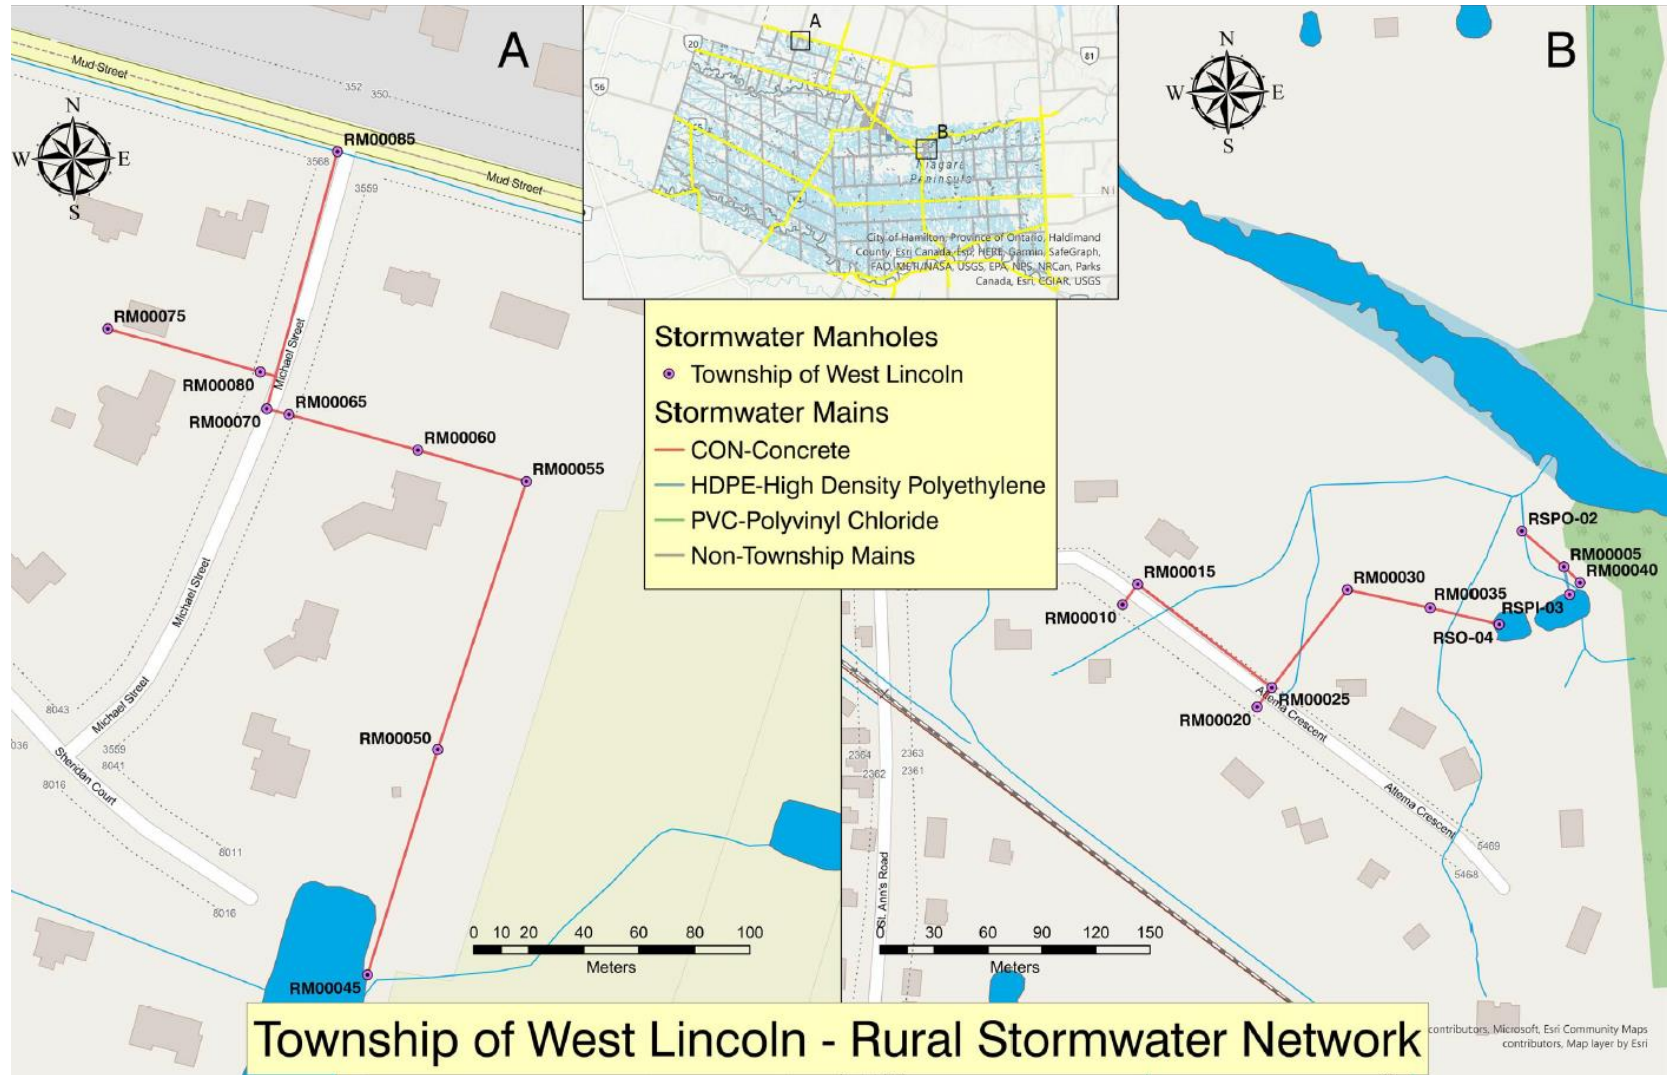 A
Mud Street
352 350
N
W E
S
RM00085
3568
3559
Mud Street
RM00075
Michael Street
RM00080
RM00065
RM00070
RM00060
RM00055
Michael Street
Michael Street
8043
3559
8041
036
8016
Sheridan Court
RM00050
8011
8016
RM00045
0 10 20 40 60 80 100
Meters
A
20
81
56
B
Niagara
Peninsula
NI
City of Hamilton, Province of Ontario, Haldimand
County, Esri Canada, Esri, HERE, Garmin, SafeGraph,
FAO, METI/NASA, USGS, EPA, NPS, NRCan, Parks
Canada, Esri, CGIAR, USGS
Stormwater Manholes
Township of West Lincoln
Stormwater Mains
CON-Concrete
HDPE-High Density Polyethylene
PVC-Polyvinyl Chloride
Non-Township Mains
B
N
W E
S
RSPO-02
RM00005
RM00040
RM00015
RM00030
RM00010
RM00035
RSPI-03
RSO-04
RM00025
RM00020
Altema Crescent
2364 2363
2362 2361
Altema Crescent
5469
5468
St. Ann's Road
0 30 60 90 120 150
Meters
Township of West Lincoln - Rural Stormwater Network
contributors, Microsoft, Esri Community Maps
contributors, Map layer by Esri